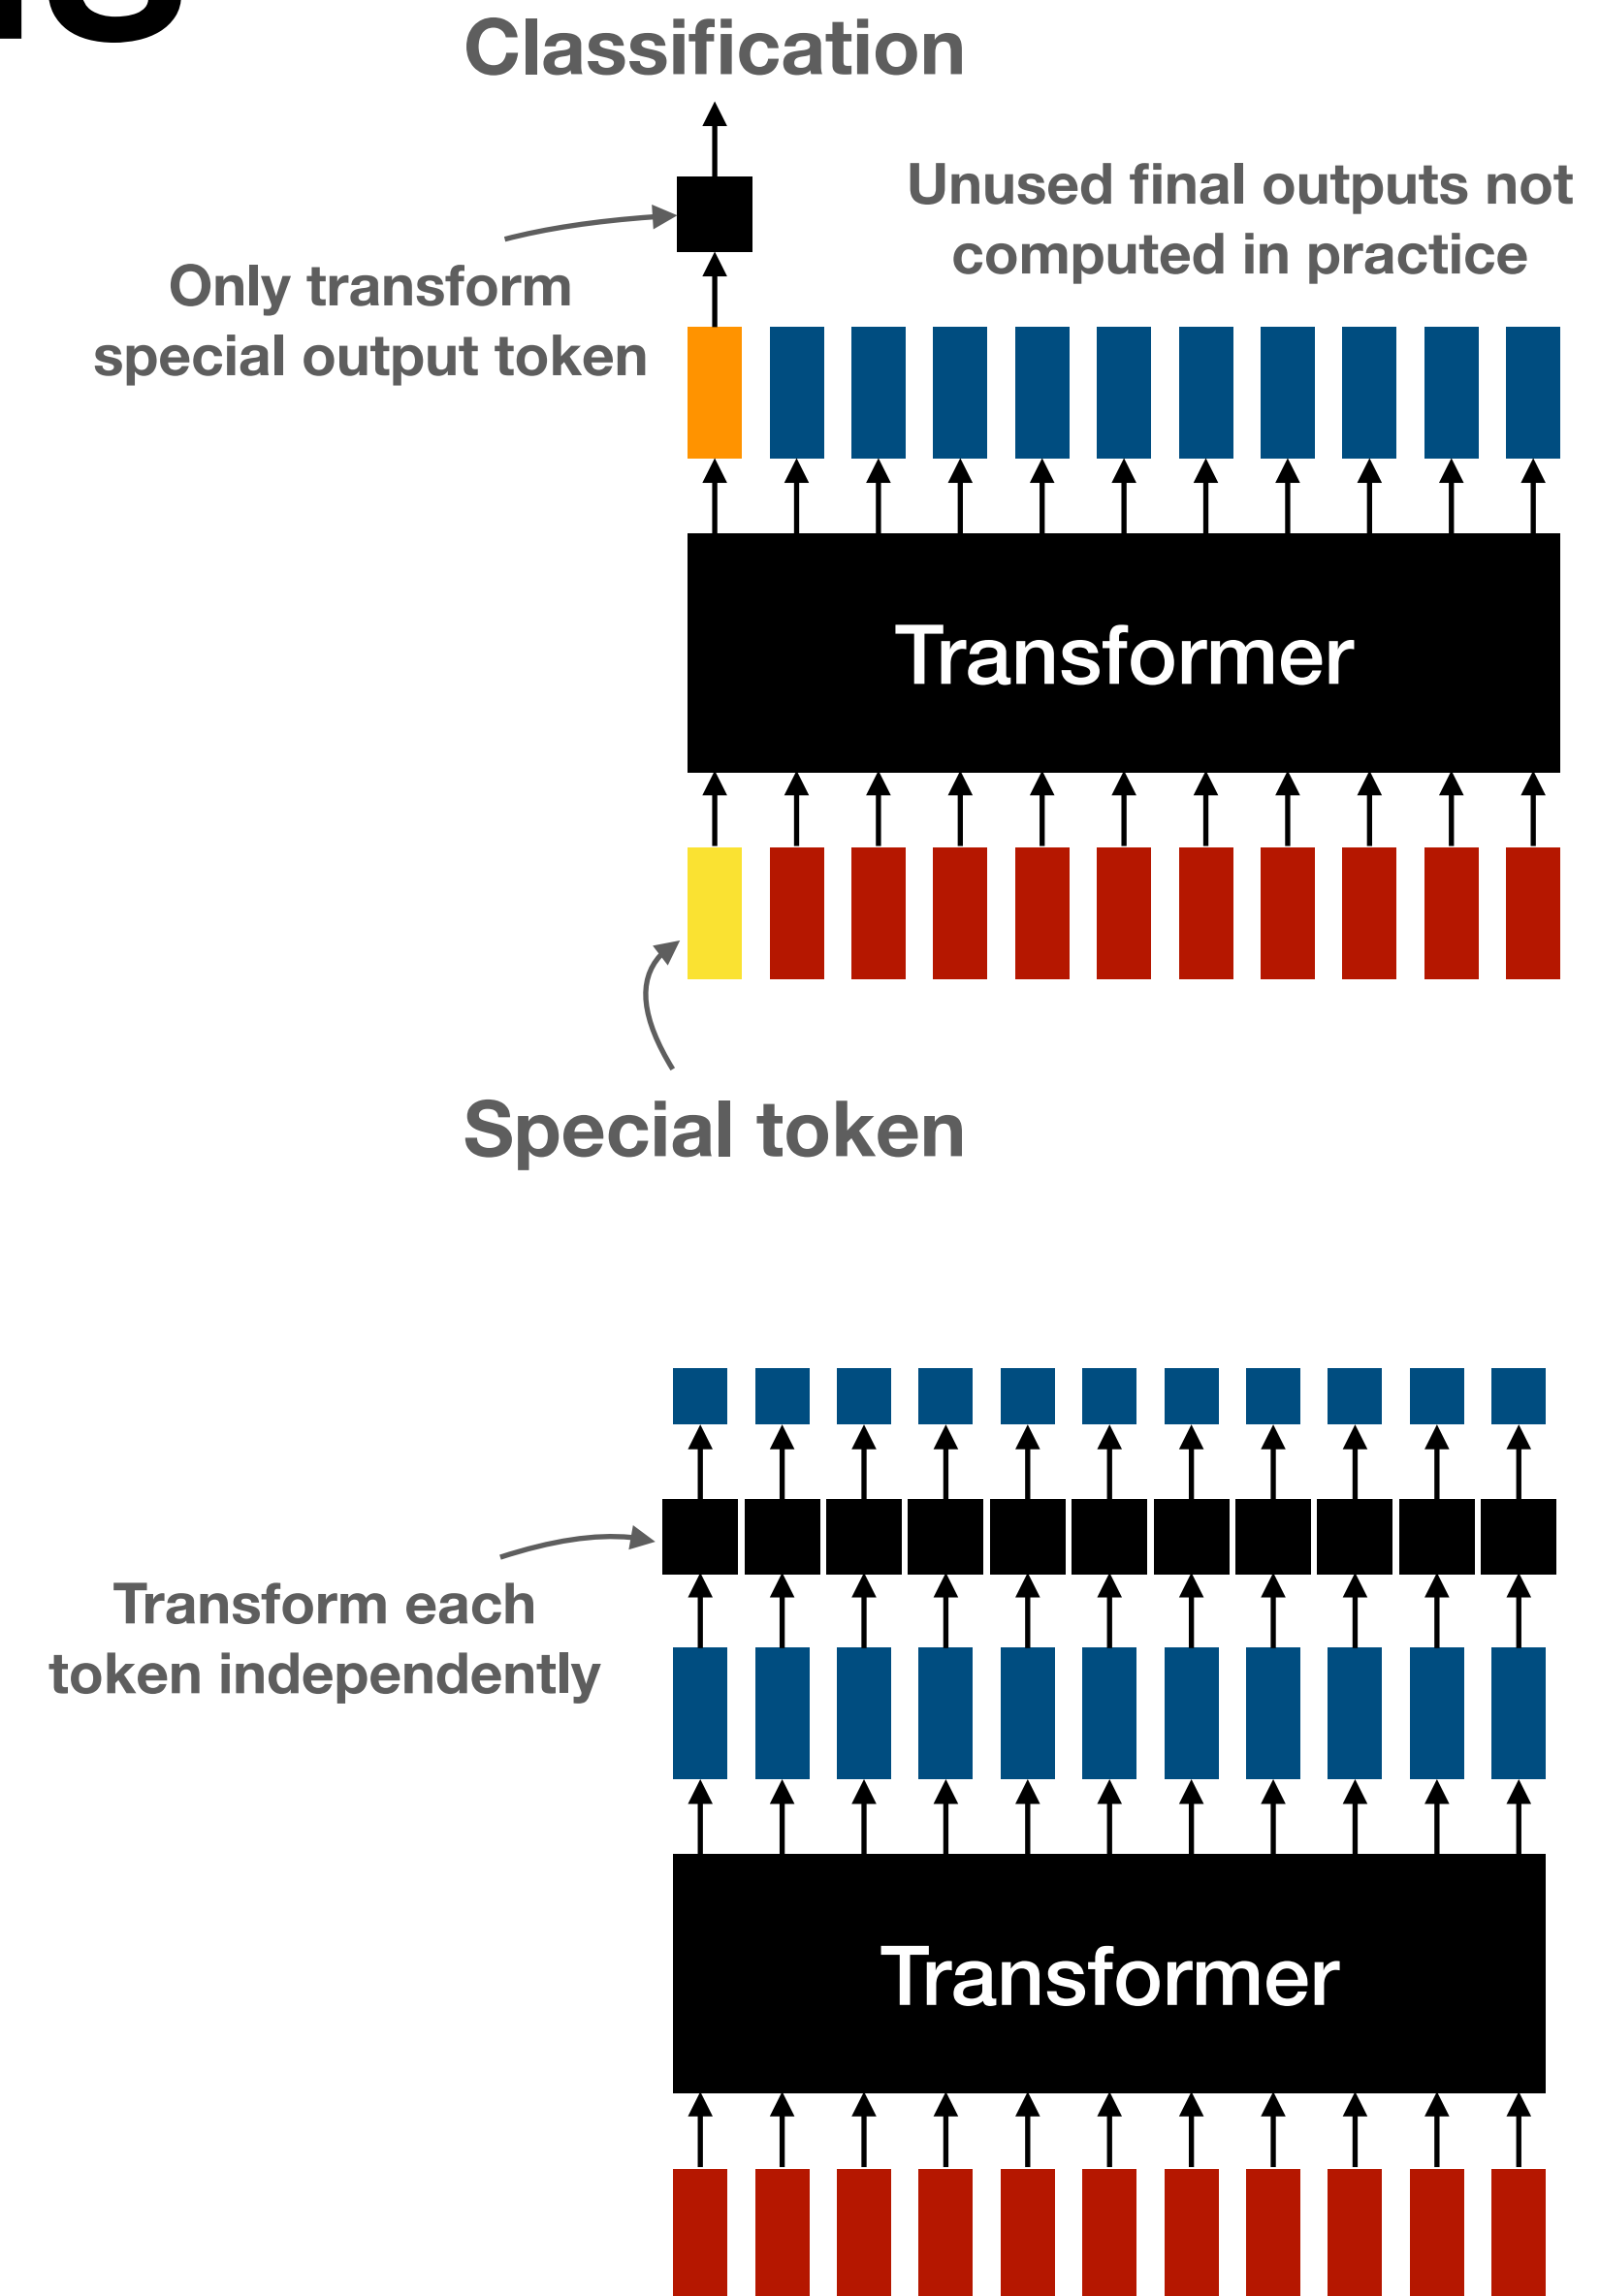 Classification
Unused final outputs not
computed in practice
Only transform
special output token
Transformer
Special token
Transform each
token independently
Transformer